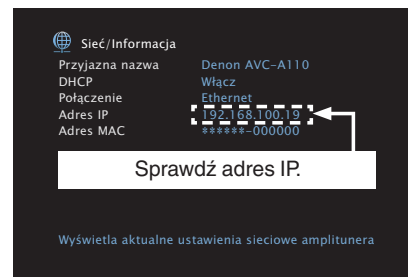 Sieć/Informacja
Przyjazna nazwa Denon AVC-A110
DHCP Włącz
Połączenie Ethernet
Adres IP 192.168.100.19
Adres MAC ******-000000
Sprawdź adres IP.
Wyświetla aktualne ustawienia sieciowe amplitunera